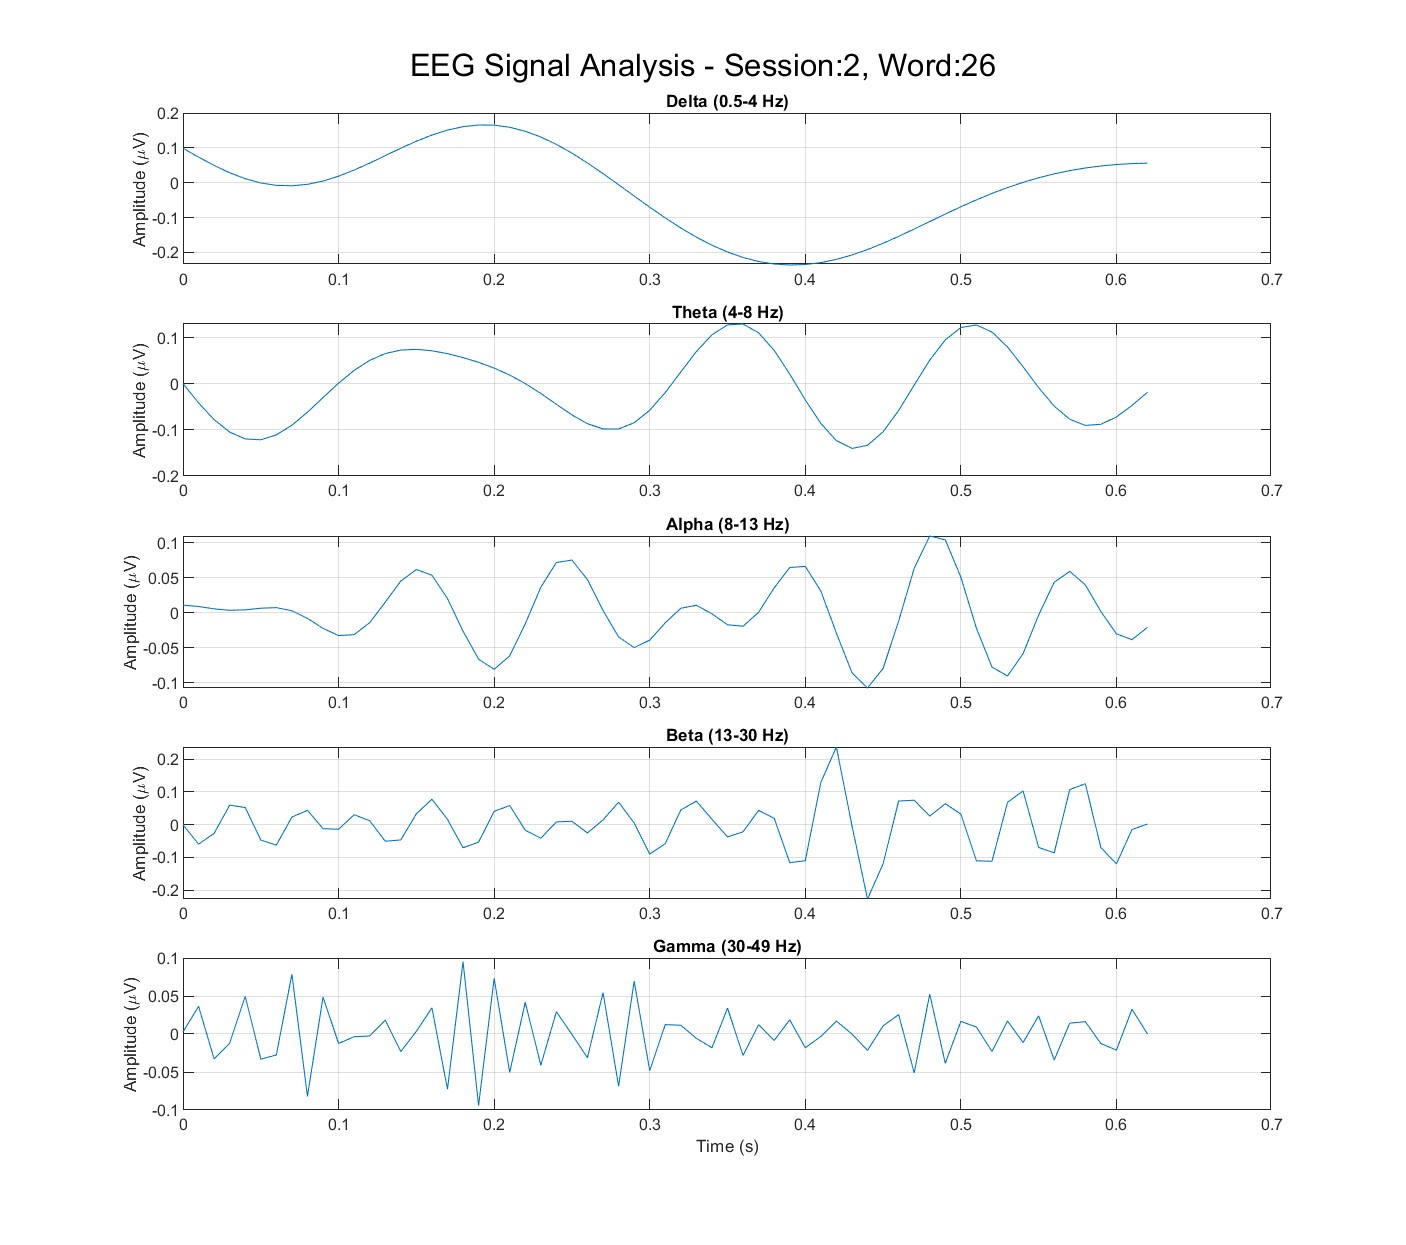 EEG Signal Analysis - Session:2, Word:26
Delta (0.5-4 Hz)
Amplitude (μV)
0.2
0.1
0
-0.1
-0.2
0 0.1 0.2 0.3 0.4 0.5 0.6 0.7
Theta (4-8 Hz)
Amplitude (μV)
0.1
0
-0.1
-0.2
0 0.1 0.2 0.3 0.4 0.5 0.6 0.7
Alpha (8-13 Hz)
Amplitude (μV)
0.1
0.05
0
-0.05
-0.1
0 0.1 0.2 0.3 0.4 0.5 0.6 0.7
Beta (13-30 Hz)
Amplitude (μV)
0.2
0.1
0
-0.1
-0.2
0 0.1 0.2 0.3 0.4 0.5 0.6 0.7
Gamma (30-49 Hz)
Amplitude (μV)
0.1
0.05
0
-0.05
-0.1
0 0.1 0.2 0.3 0.4 0.5 0.6 0.7
Time (s)